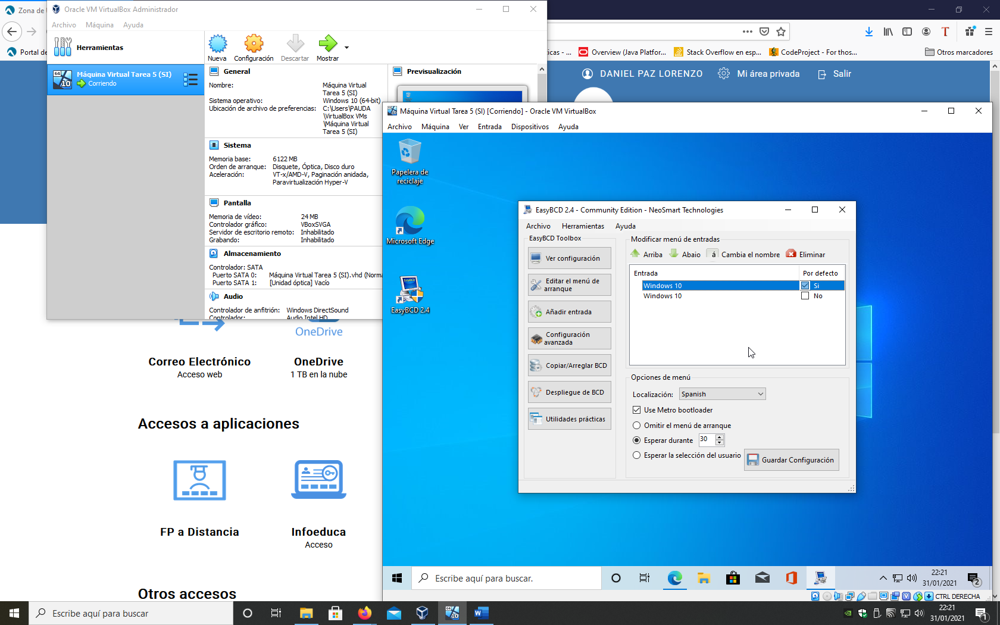 Zona de
Oracle VM VirtualBox Administrador
Archivo Máquina Ayuda
Herramientas
Nueva Configuración Descartar Mostrar
Portal de
icas - ...
Overview (Java Platfor...
Stack Overflow en esp...
CodeProject - For thos...
Otros marcadores
DANIEL PAZ LORENZO
Mi área privada
Salir
64
10
Máquina Virtual Tarea 5 (SI)
Corriendo
General
Nombre: Máquina Virtual
Tarea 5 (SI)
Sistema operativo: Windows 10 (64-bit)
Ubicación de archivo de preferencias: C:\Users\PAUDA
\VirtualBox VMs
\Máquina Virtual
Tarea 5 (SI)
Previsualización
Sistema
Memoria base: 6122 MB
Orden de arranque: Disquete, Óptica, Disco duro
Aceleración: VT-x/AMD-V, Paginación anidada,
Paravirtualización Hyper-V
Pantalla
Memoria de vídeo: 24 MB
Controlador gráfico: VBoxSVGA
Servidor de escritorio remoto: Inhabilitado
Grabando: Inhabilitado
Almacenamiento
Controlador: SATA
Puerto SATA 0: Máquina Virtual Tarea 5 (SI).vhd (Norma
Puerto SATA 1: [Unidad óptica] Vacío
Audio
Controlador de anfitrión: Windows DirectSound
Controlador: Audio Intel HD
OneDrive
Correo Electrónico
Acceso web
OneDrive
1 TB en la nube
Accesos a aplicaciones
FP a Distancia
Infoeduca
Acceso
Otros accesos
Máquina Virtual Tarea 5 (SI) [Corriendo] - Oracle VM VirtualBox
Archivo Máquina Ver Entrada Dispositivos Ayuda
Papelera de
reciclaje
Microsoft Edge
EasyBCD 2.4
EasyBCD 2.4 - Community Edition - NeoSmart Technologies
Archivo Herramientas Ayuda
EasyBCD Toolbox
Ver configuración
Editar el menú de
arranque
Añadir entrada
Configuración
avanzada
Copiar/Arreglar BCD
Despliegue de BCD
Utilidades prácticas
Modificar menú de entradas
Arriba Abajo á Cambia el nombre Eliminar
Entrada Por defecto
Windows 10 Si
Windows 10 No
Opciones de menú
Localización: Spanish
Use Metro bootloader
Omitir el menú de arranque
Esperar durante 30
Esperar la selección del usuario
Guardar Configuración
Escribe aquí para buscar.
22:21
31/01/2021
2
CTRL DERECHA
Escribe aquí para buscar
22:21
31/01/2021
1